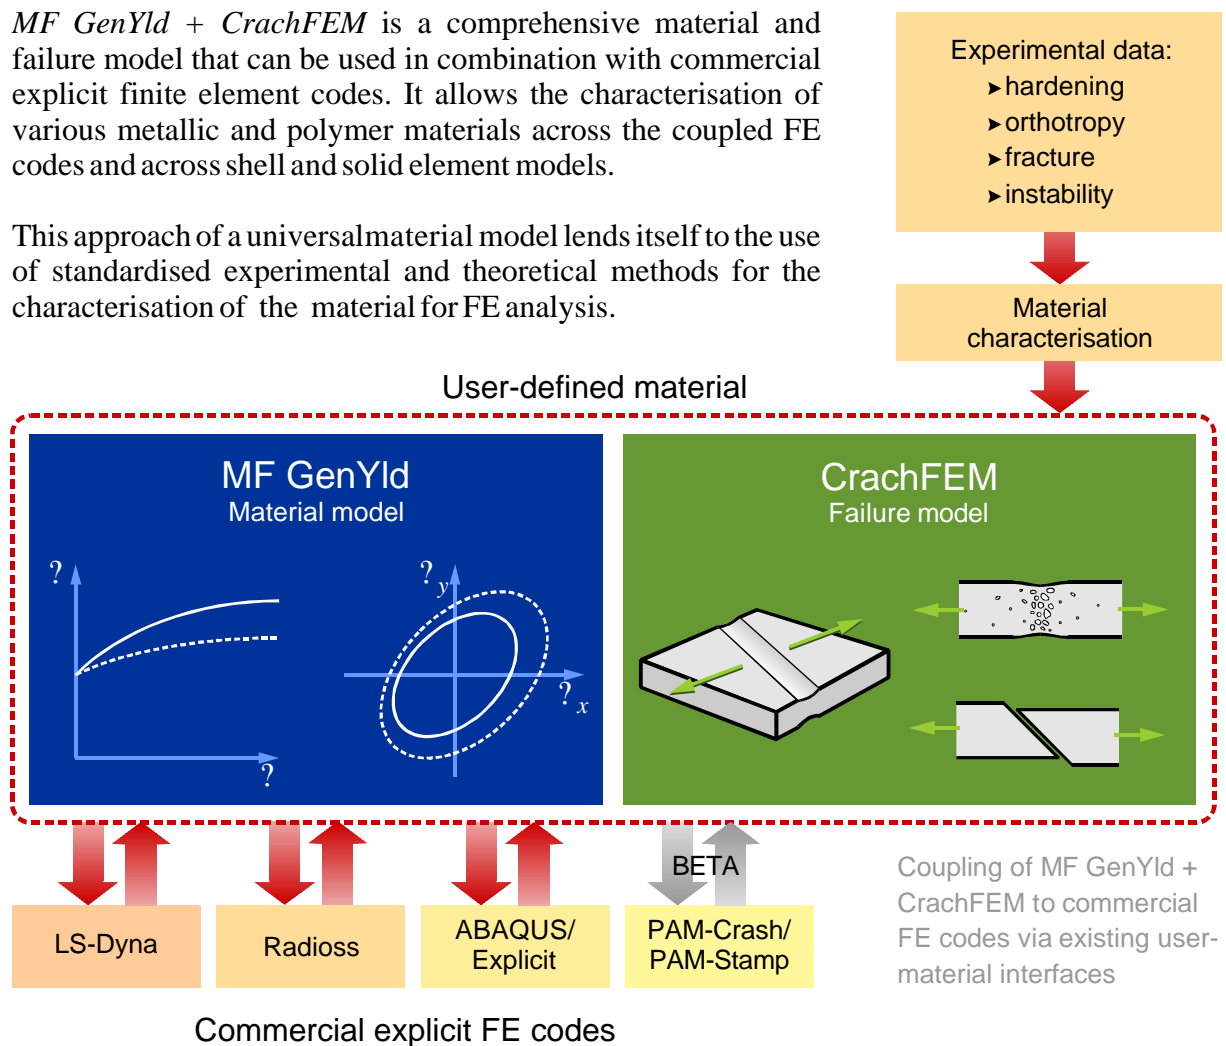 MF GenYld + CrachFEM is a comprehensive material and
failure model that can be used in combination with commercial
explicit finite element codes. It allows the characterisation of
various metallic and polymer materials across the coupled FE
codes and across shell and solid element models.
This approach of a universalmaterial model lends itself to the use
of standardised experimental and theoretical methods for the
characterisation of the material for FE analysis.
Experimental data:
➤ hardening
➤ orthotropy
➤ fracture
➤ instability
Material
characterisation
User-defined material
MF GenYld
Material model
?
?
? y
? x
CrachFEM
Failure model
BETA
LS-Dyna
Radioss
ABAQUS/
Explicit
PAM-Crash/
PAM-Stamp
Coupling of MF GenYld +
CrachFEM to commercial
FE codes via existing user-
material interfaces
Commercial explicit FE codes